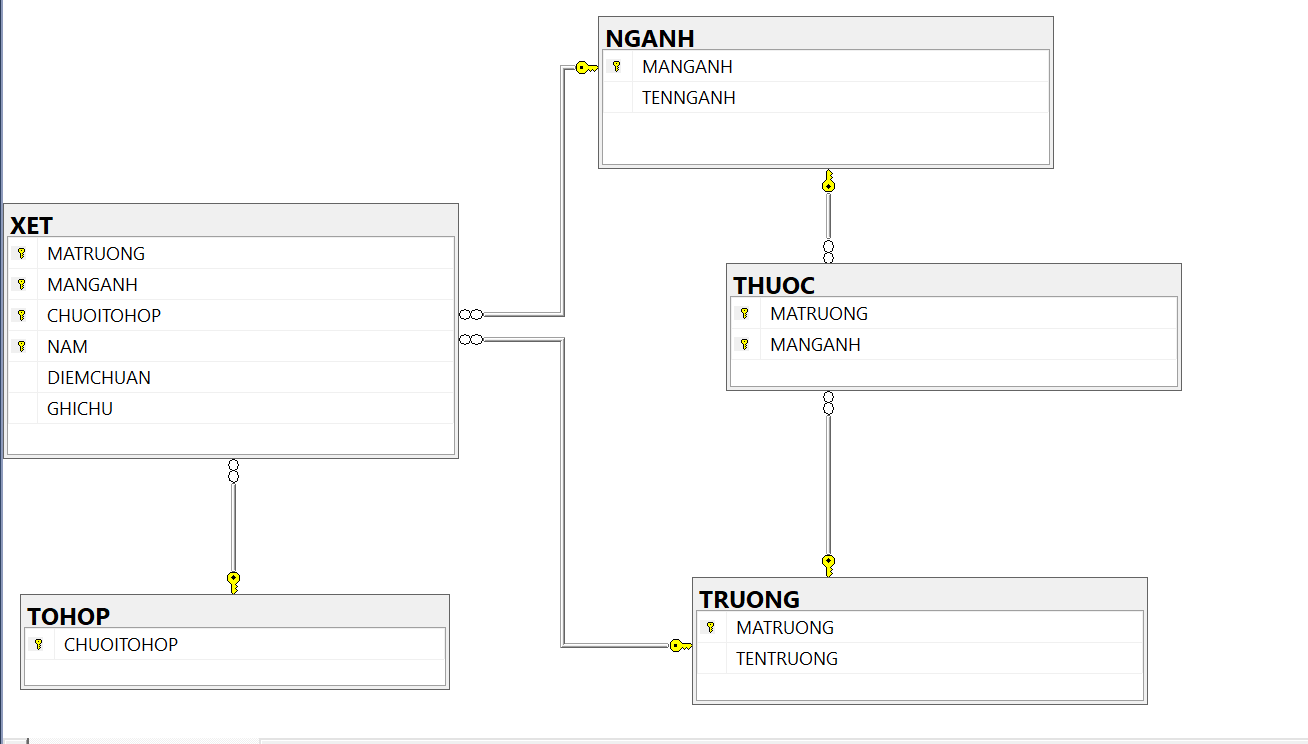 NGANH
MANGANH
TENNGANH
XET
MATRUONG
MANGANH
CHUOITOHOP
NAM
DIEMCHUAN
GHICHU
THUOC
MATRUONG
MANGANH
TOHOP
CHUOITOHOP
TRUONG
MATRUONG
TENTRUONG